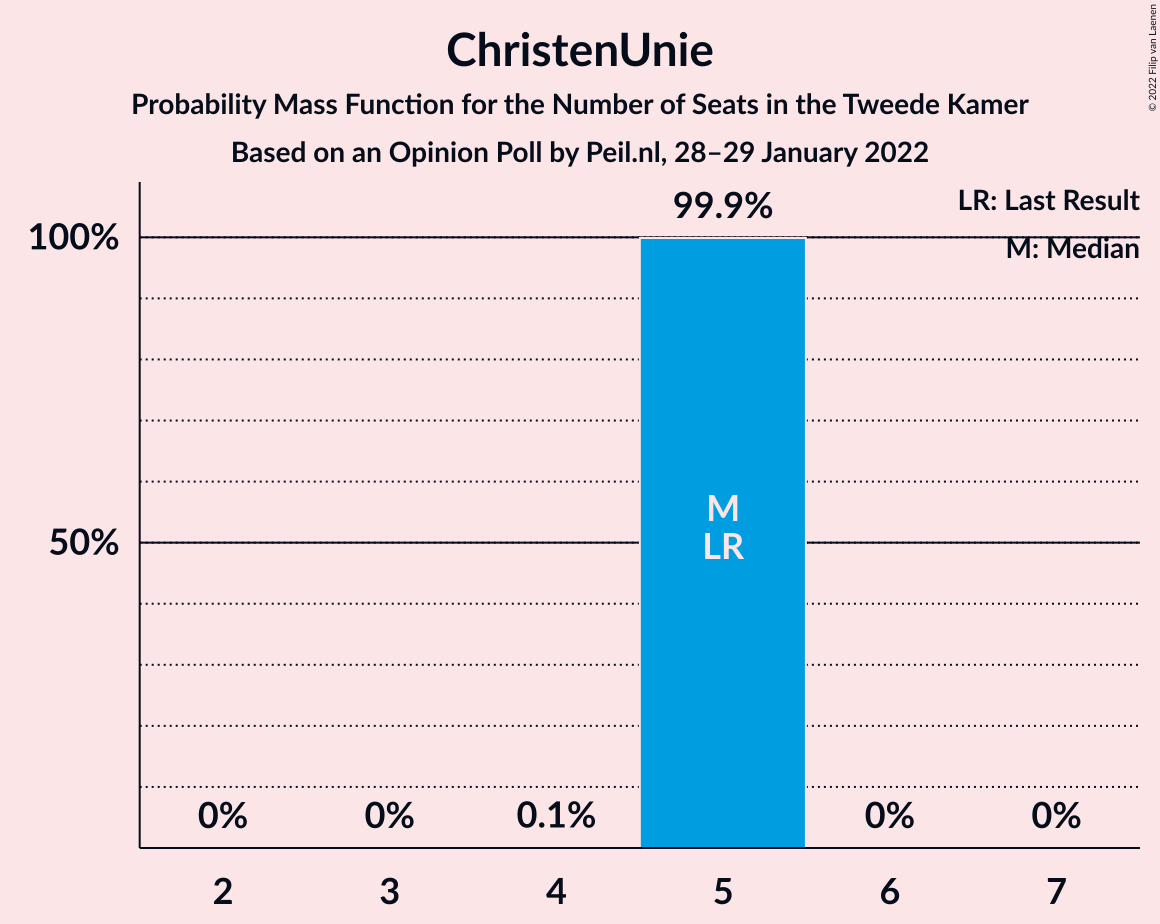 ChristenUnie
Probability Mass Function for the Number of Seats in the Tweede Kamer
Based on an Opinion Poll by Peil.nl, 28–29 January 2022
© 2022 Filip van Laenen
LR: Last Result
M: Median
99.9%
100%
50%
M
LR
0%
0%
0.1%
0%
0%
2
3
4
5
6
7